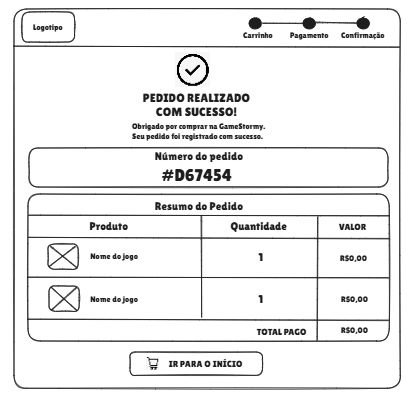 Logotipo
Carrinho Pagamento Confirmação
PEDIDO REALIZADO
COM SUCESSO!
Obrigado por comprar na GameStormy.
Seu pedido foi registrado com sucesso.
Número do pedido
#D67454
Resumo do Pedido
Produto Quantidade VALOR
Nome do jogo 1 R$0,00
Nome do jogo 1 R$0,00
TOTAL PAGO R$0,00
IR PARA O INÍCIO